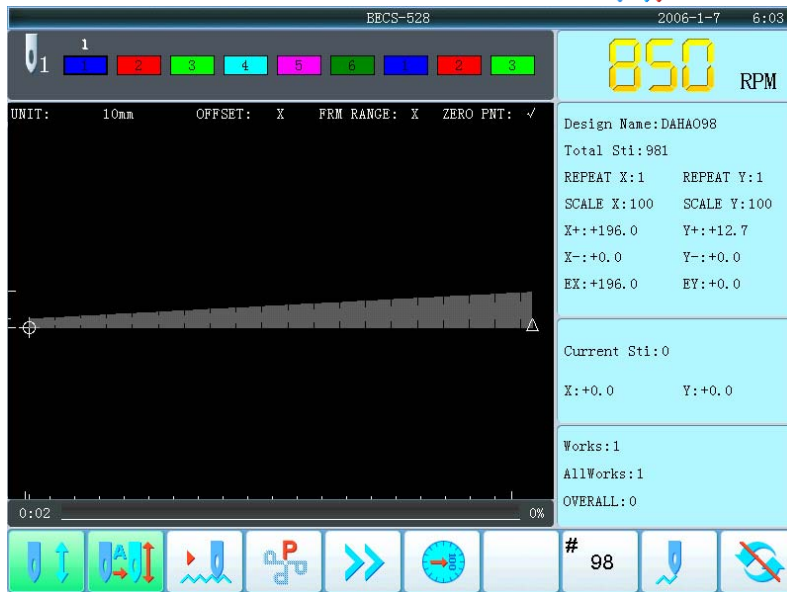 BECS-528 2006-1-7 6:03
1
1 1 2 3 4 5 6 1 2 3
850 RPM
UNIT: 10mm OFFSET: X FRM RANGE: X ZERO PNT: √
Design Name:DAHAO98
Total Sti:981
REPEAT X:1 REPEAT Y:1
SCALE X:100 SCALE Y:100
X+:+196.0 Y+:+12.7
X-:+0.0 Y-:+0.0
EX:+196.0 EY:+0.0
Current Sti:0
X:+0.0 Y:+0.0
Works:1
AllWorks:1
OVERALL:0
0:02 0%
A
P
P
P
100
# 98